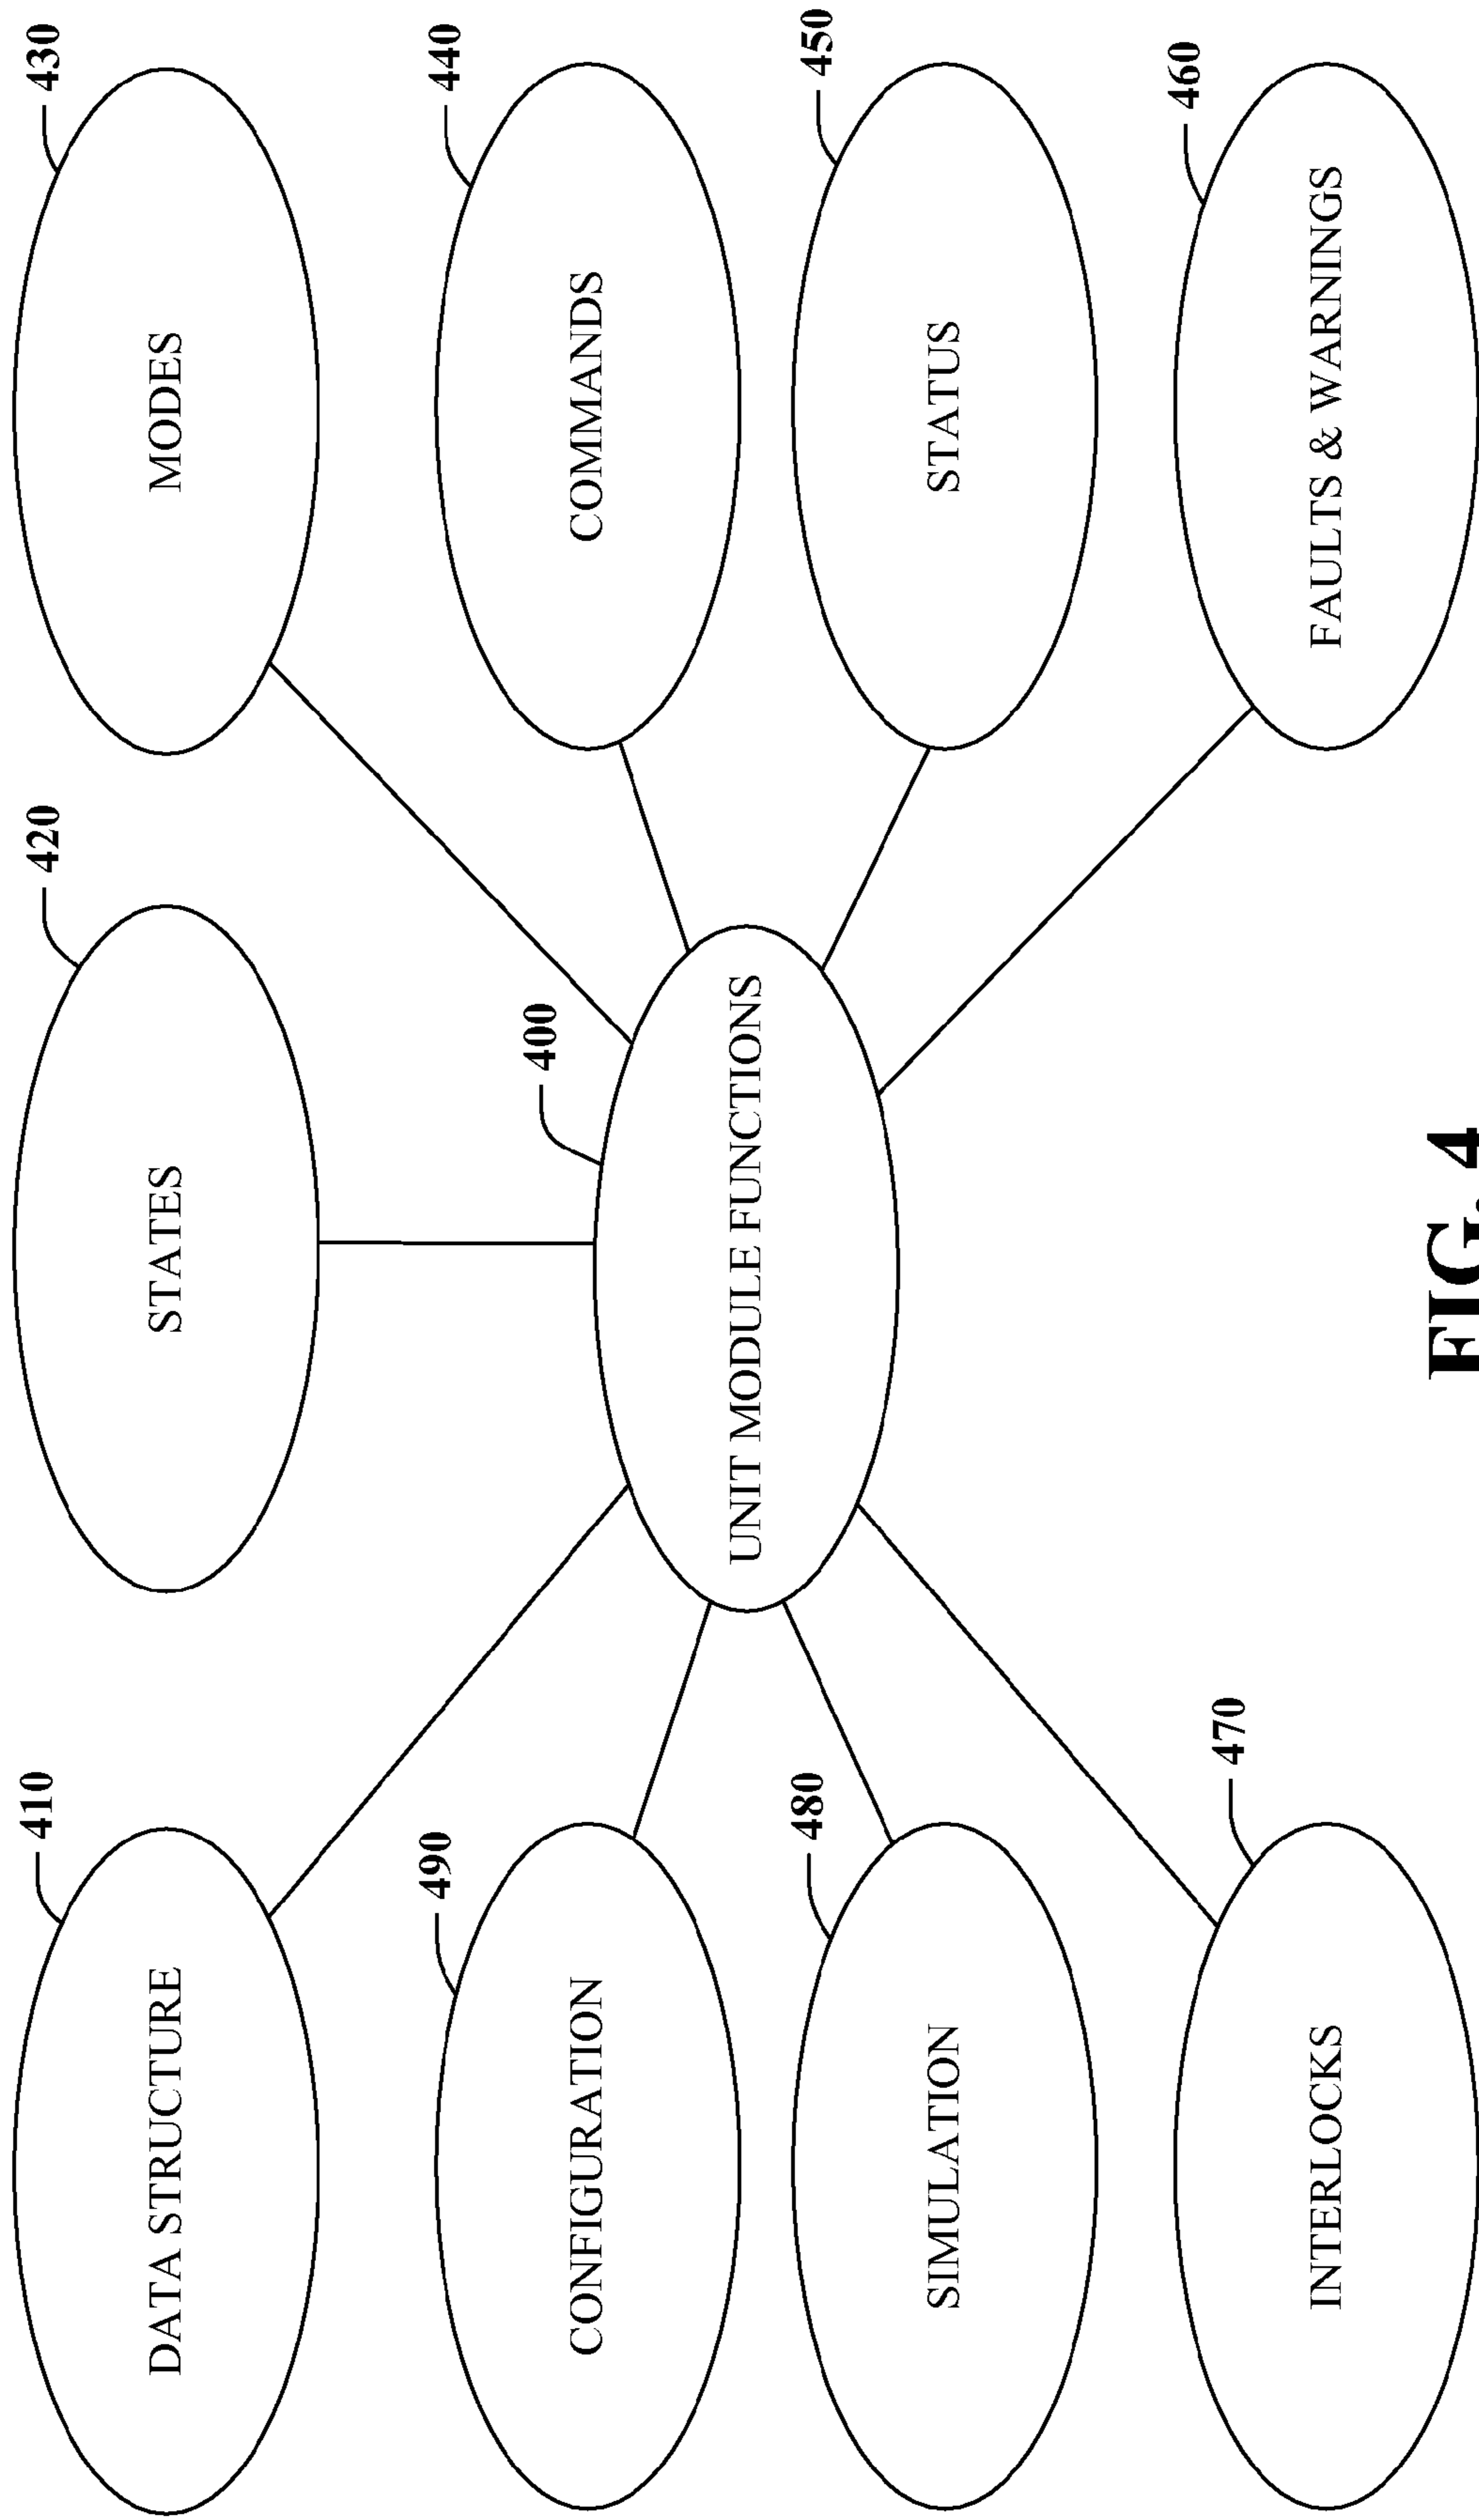 410
DATA STRUCTURE
420
STATES
430
MODES
490
CONFIGURATION
440
COMMANDS
400
UNIT MODULE FUNCTIONS
480
SIMULATION
450
STATUS
470
INTERLOCKS
460
FAULTS & WARNINGS
FIG. 4